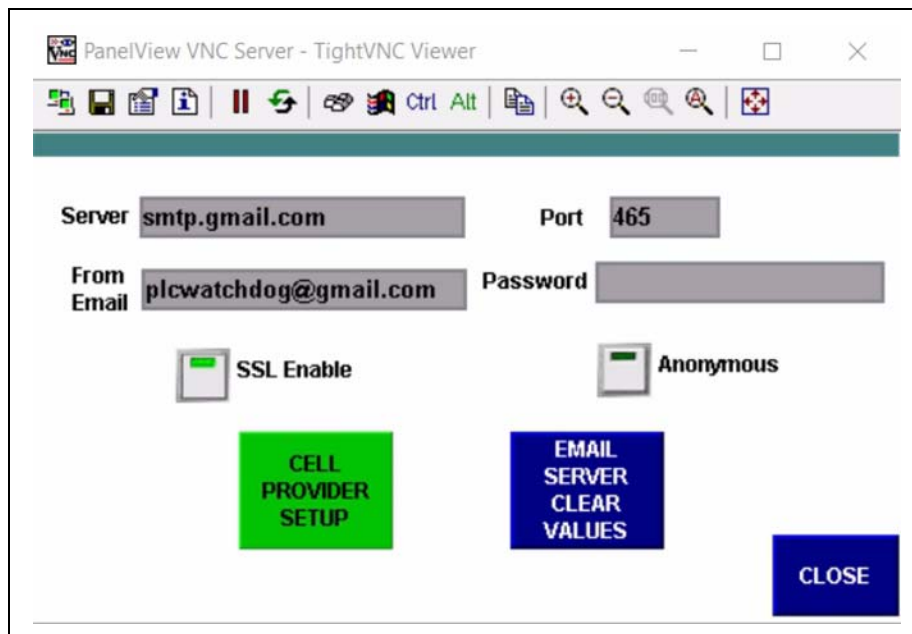 PanelView VNC Server - TightVNC Viewer
Ctrl Alt
Server smtp.gmail.com Port 465
From
Email plcwatchdog@gmail.com Password
SSL Enable Anonymous
CELL
PROVIDER
SETUP
EMAIL
SERVER
CLEAR
VALUES
CLOSE